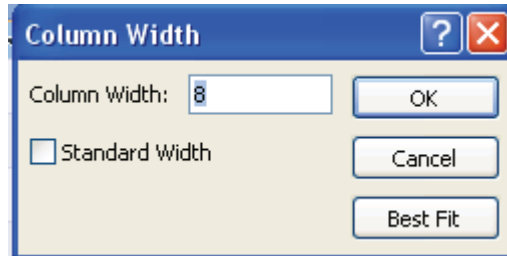 Column Width
Column Width: 8
OK
Standard Width
Cancel
Best Fit